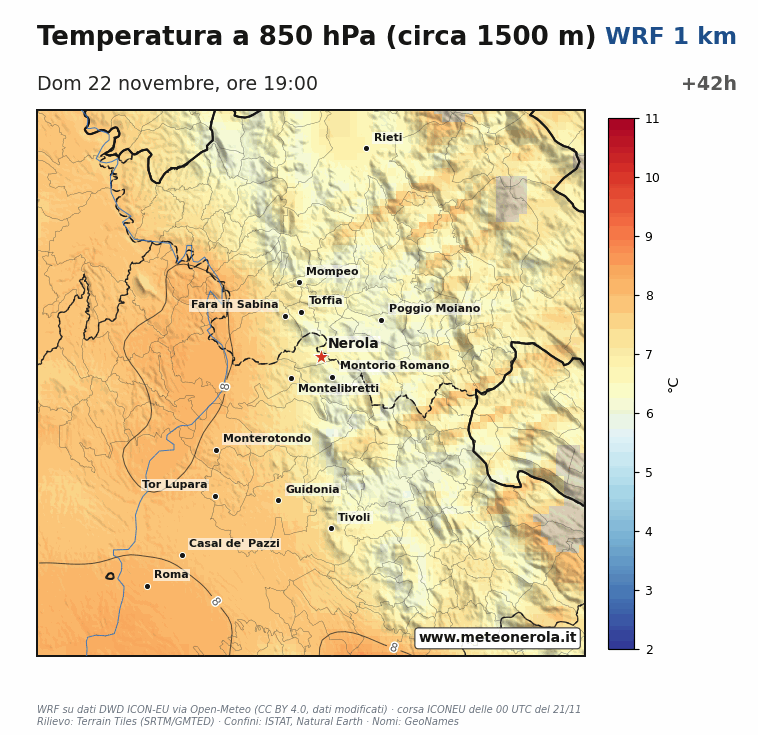 Temperatura a 850 hPa (circa 1500 m) WRF 1 km
Dom 22 novembre, ore 19:00 +42h
Rieti
Mompeo
Toffia
Fara in Sabina
Poggio Moiano
Nerola
Montorio Romano
Montelibretti
8
Monterotondo
Tor Lupara
Guidonia
Tivoli
Casal de' Pazzi
Roma
8
8
www.meteonerola.it
11
10
9
8
7
6
5
4
3
2
°C
WRF su dati DWD ICON-EU via Open-Meteo (CC BY 4.0, dati modificati) · corsa ICONEU delle 00 UTC del 21/11
Rilievo: Terrain Tiles (SRTM/GMTED) · Confini: ISTAT, Natural Earth · Nomi: GeoNames